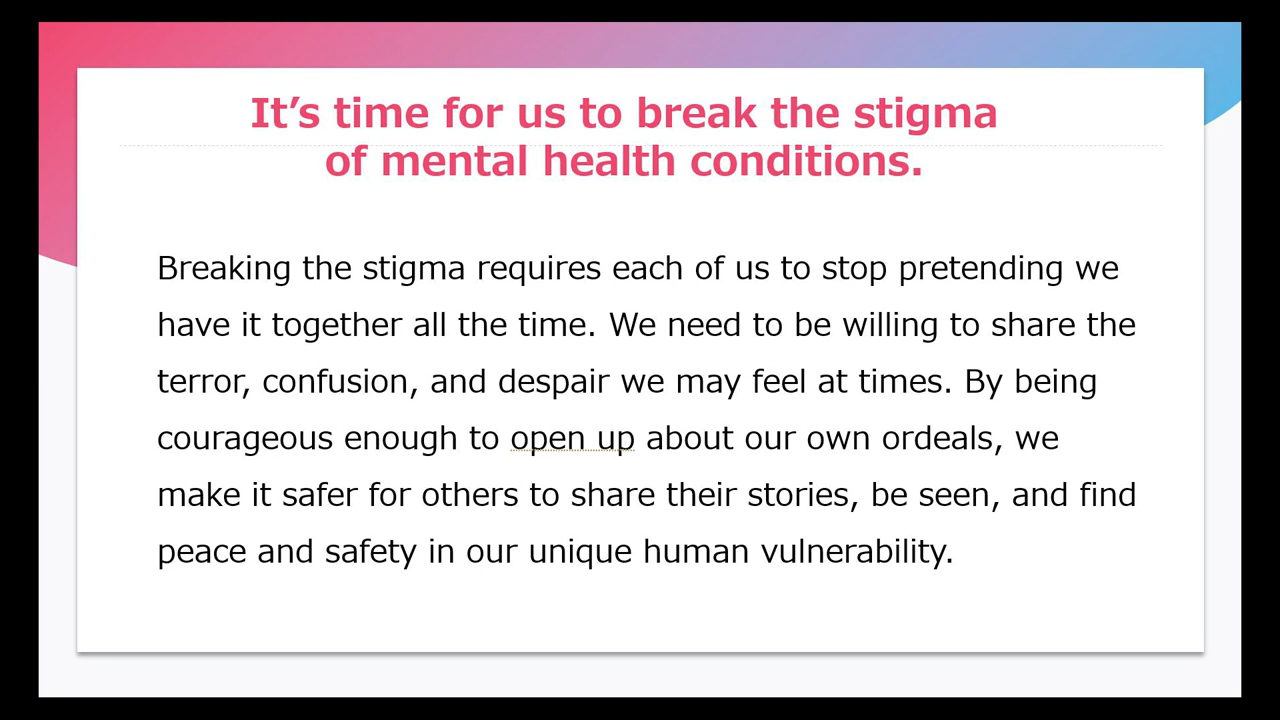 It’s time for us to break the stigma
of mental health conditions.
Breaking the stigma requires each of us to stop pretending we
have it together all the time. We need to be willing to share the
terror, confusion, and despair we may feel at times. By being
courageous enough to open up about our own ordeals, we
make it safer for others to share their stories, be seen, and find
peace and safety in our unique human vulnerability.